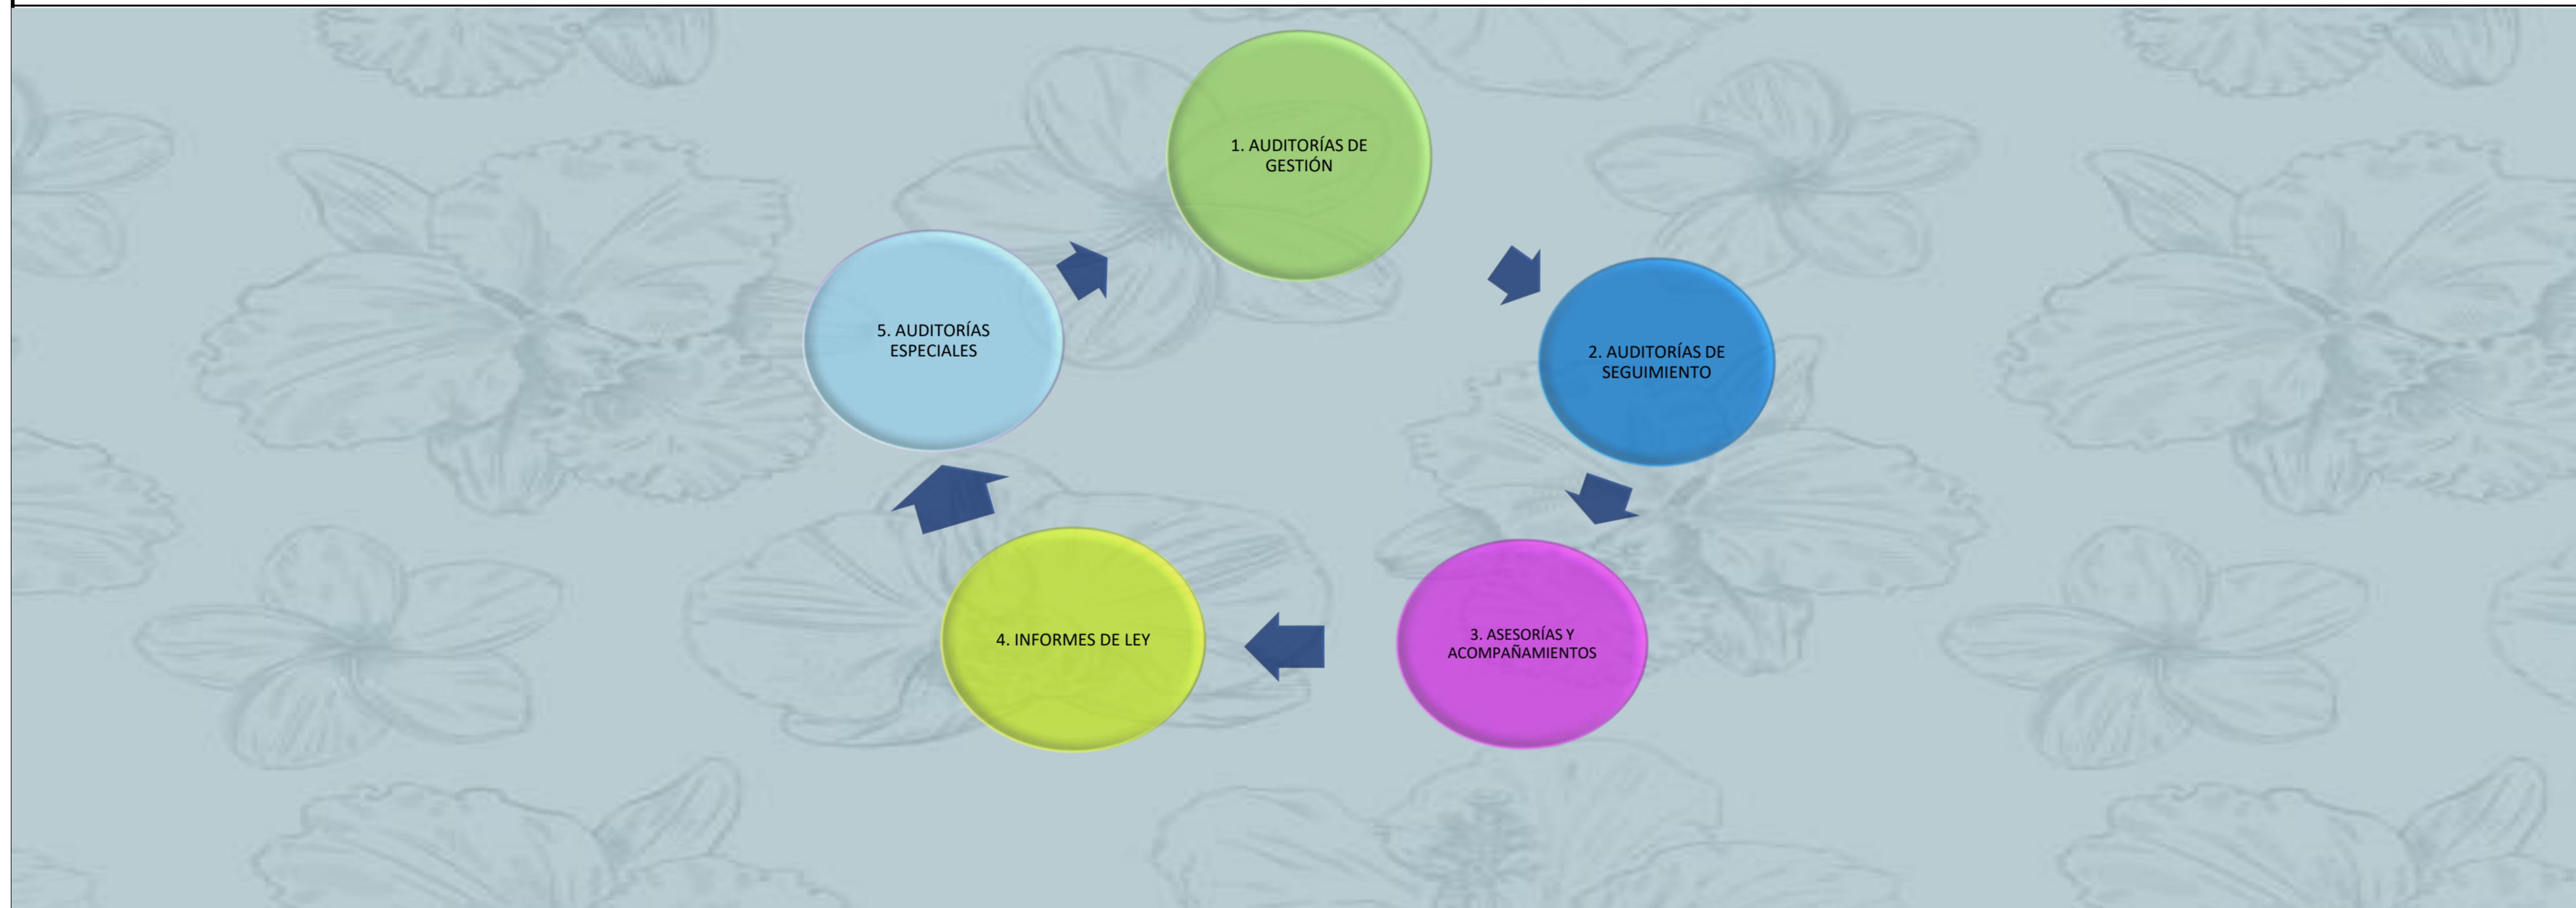 1. AUDITORÍAS DE
GESTIÓN
2. AUDITORÍAS DE
SEGUIMIENTO
3. ASESORÍAS Y
ACOMPAÑAMIENTOS
4. INFORMES DE LEY
5. AUDITORÍAS
ESPECIALES